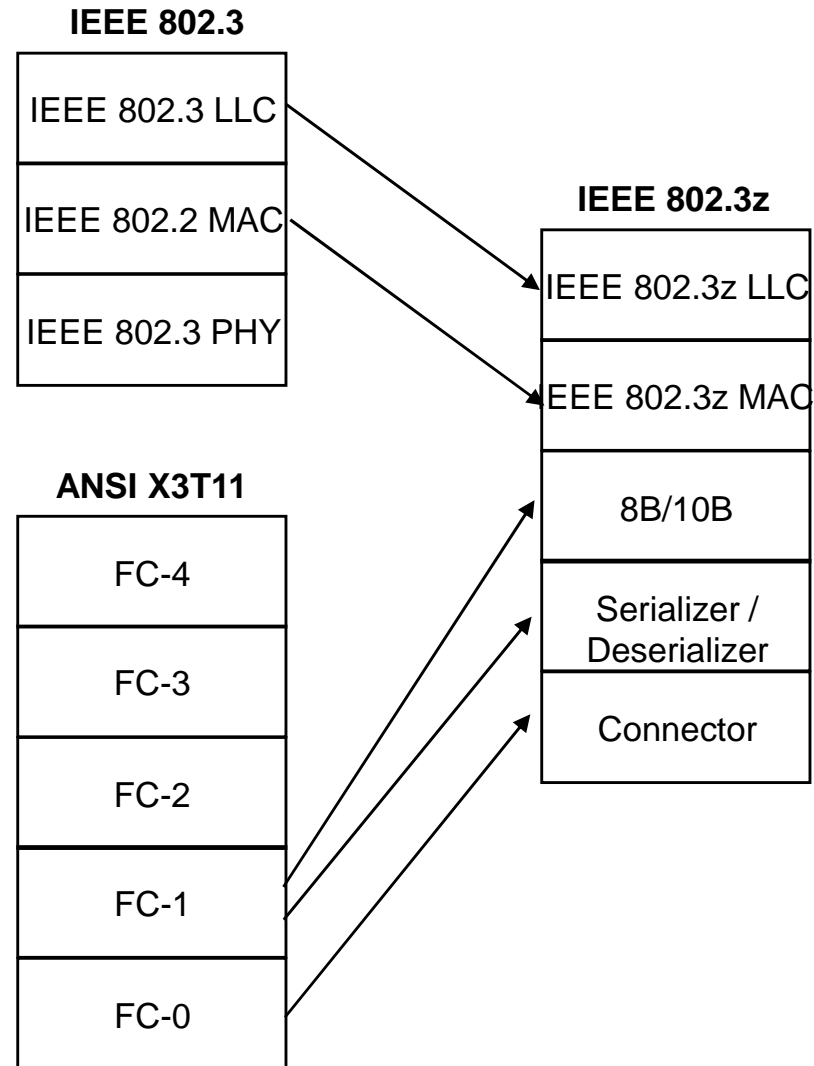 IEEE 802.3
IEEE 802.3 LLC
IEEE 802.2 MAC
IEEE 802.3 PHY
ANSI X3T11
FC-4
FC-3
FC-2
FC-1
FC-0
IEEE 802.3z
IEEE 802.3z LLC
IEEE 802.3z MAC
8B/10B
Serializer /
Deserializer
Connector